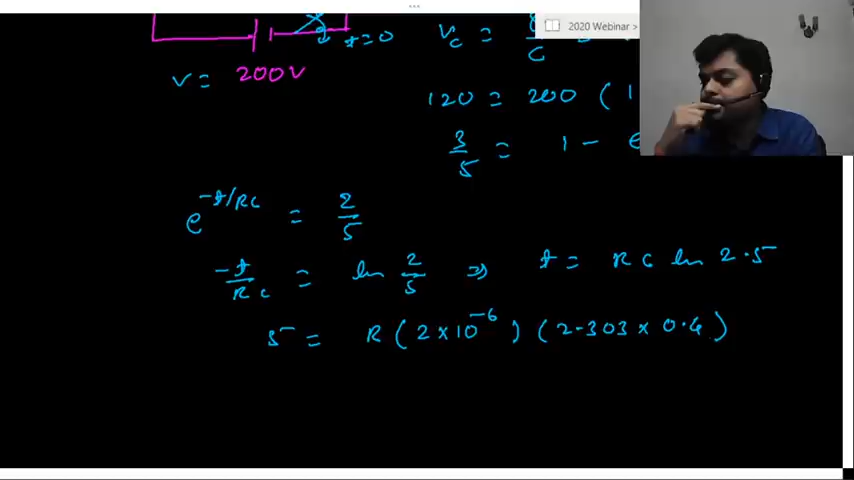 t=0
V_C =
2020 Webinar >
V = 200V
120 = 200 ( 1
3/5 = 1 - e
e^{-t/RC} = 2/5
-t/RC = ln 2/5 ⇒ t = RC ln 2.5
5 = R ( 2×10^{-6} ) ( 2.303 × 0.4 )